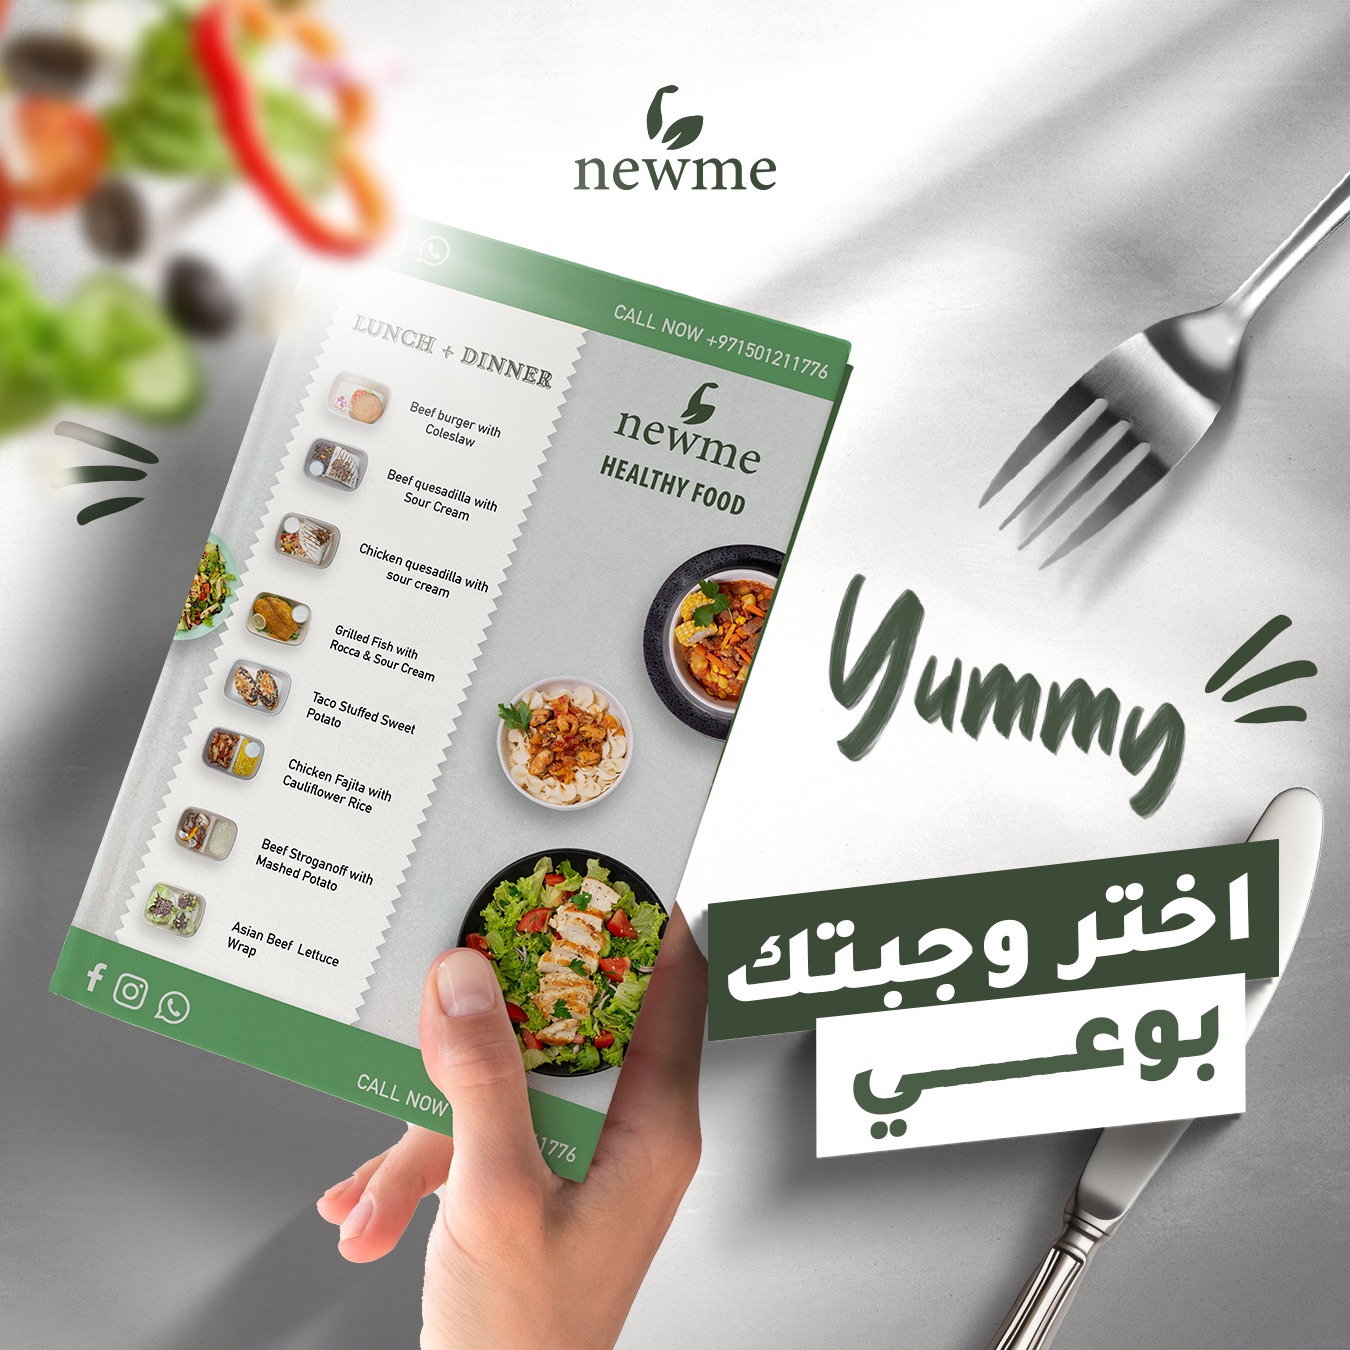 newme
CALL NOW +971501211776
LUNCH + DINNER
Beef burger with
Coleslaw
Beef quesadilla with
Sour Cream
Chicken quesadilla with
sour cream
Grilled Fish with
Rocca & Sour Cream
Taco Stuffed Sweet
Potato
Chicken Fajila with
Cauliflower Rice
Beef Stroganoff with
Mashed Potato
Asian Beef Lettuce
Wrap
newme
HEALTHY FOOD
CALL NOW
1776
Yummy
اختر وجبتك
بوعـــــي